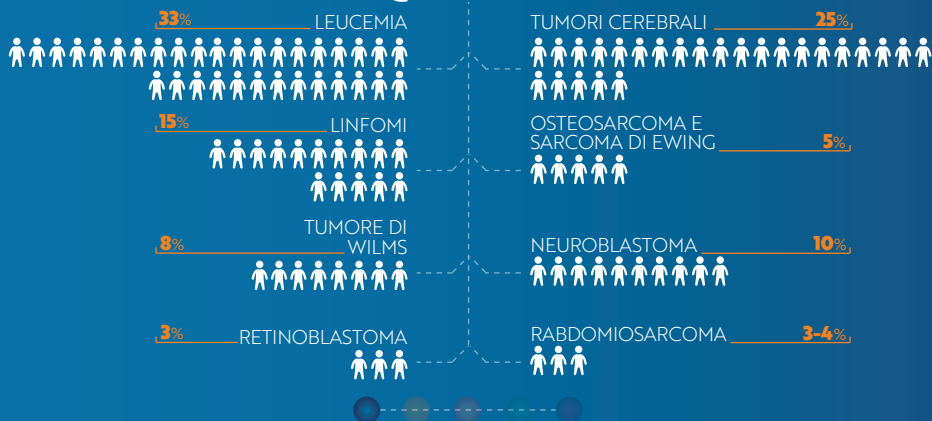 33% LEUCEMIA
TUMORI CEREBRALI 25%
15% LINFOMI
OSTEOSARCOMA E
SARCOMA DI EWING 5%
TUMORE DI
8% WILMS
NEUROBLASTOMA 10%
3% RETINOBLASTOMA
RABDOMIOSARCOMA 3-4%